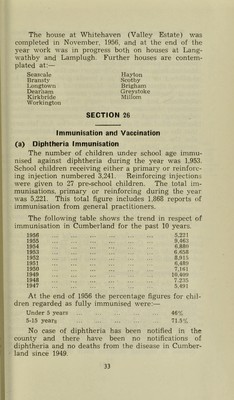 The house at Whitehaven (Valley Estate) was
completed in November, 1956, and at the end of the
year work was in progress both on houses at Lang-
wathby and Lamplugh. Further houses are contem-
plated at:—
Seascale
Bransty
Longtown
Dearham
Kirkbride
Workington
Hayton
Scotby
Brigham
Greystoke
Millom
SECTION 26
Immunisation and Vaccination
(a) Diphtheria Immunisation
The number of children under school age immu-
nised against diphtheria during the year was 1,953.
School children receiving either a primary or reinforc-
ing injection numbered 3,241. Reinforcing injections
were given to 27 pre-school children. The total im-
munisations, primary or reinforcing during the year
was 5,221. This total figure includes 1,868 reports of
immunisation from general practitioners.
The following table shows the trend in respect of
immunisation in Cumberland for the past 10 years.
1956 ... 5,221
1955 ... 9,463
1954 ... 6,880
1953 ... 6,658
1952 ... 8,915
1951 ... 6,489
1950 ... 7,161
1949 ... 10,809
1948 ... 7,235
1947 ... 5,691
At the end of 1956 the percentage figures for chil-
dren regarded as fully immunised were:—
Under 5 years ... 46%
5-15 years ... 71.5%
No case of diphtheria has been notified in the
county and there have been no notifications of
diphtheria and no deaths from the disease in Cumber-
land since 1949.
33